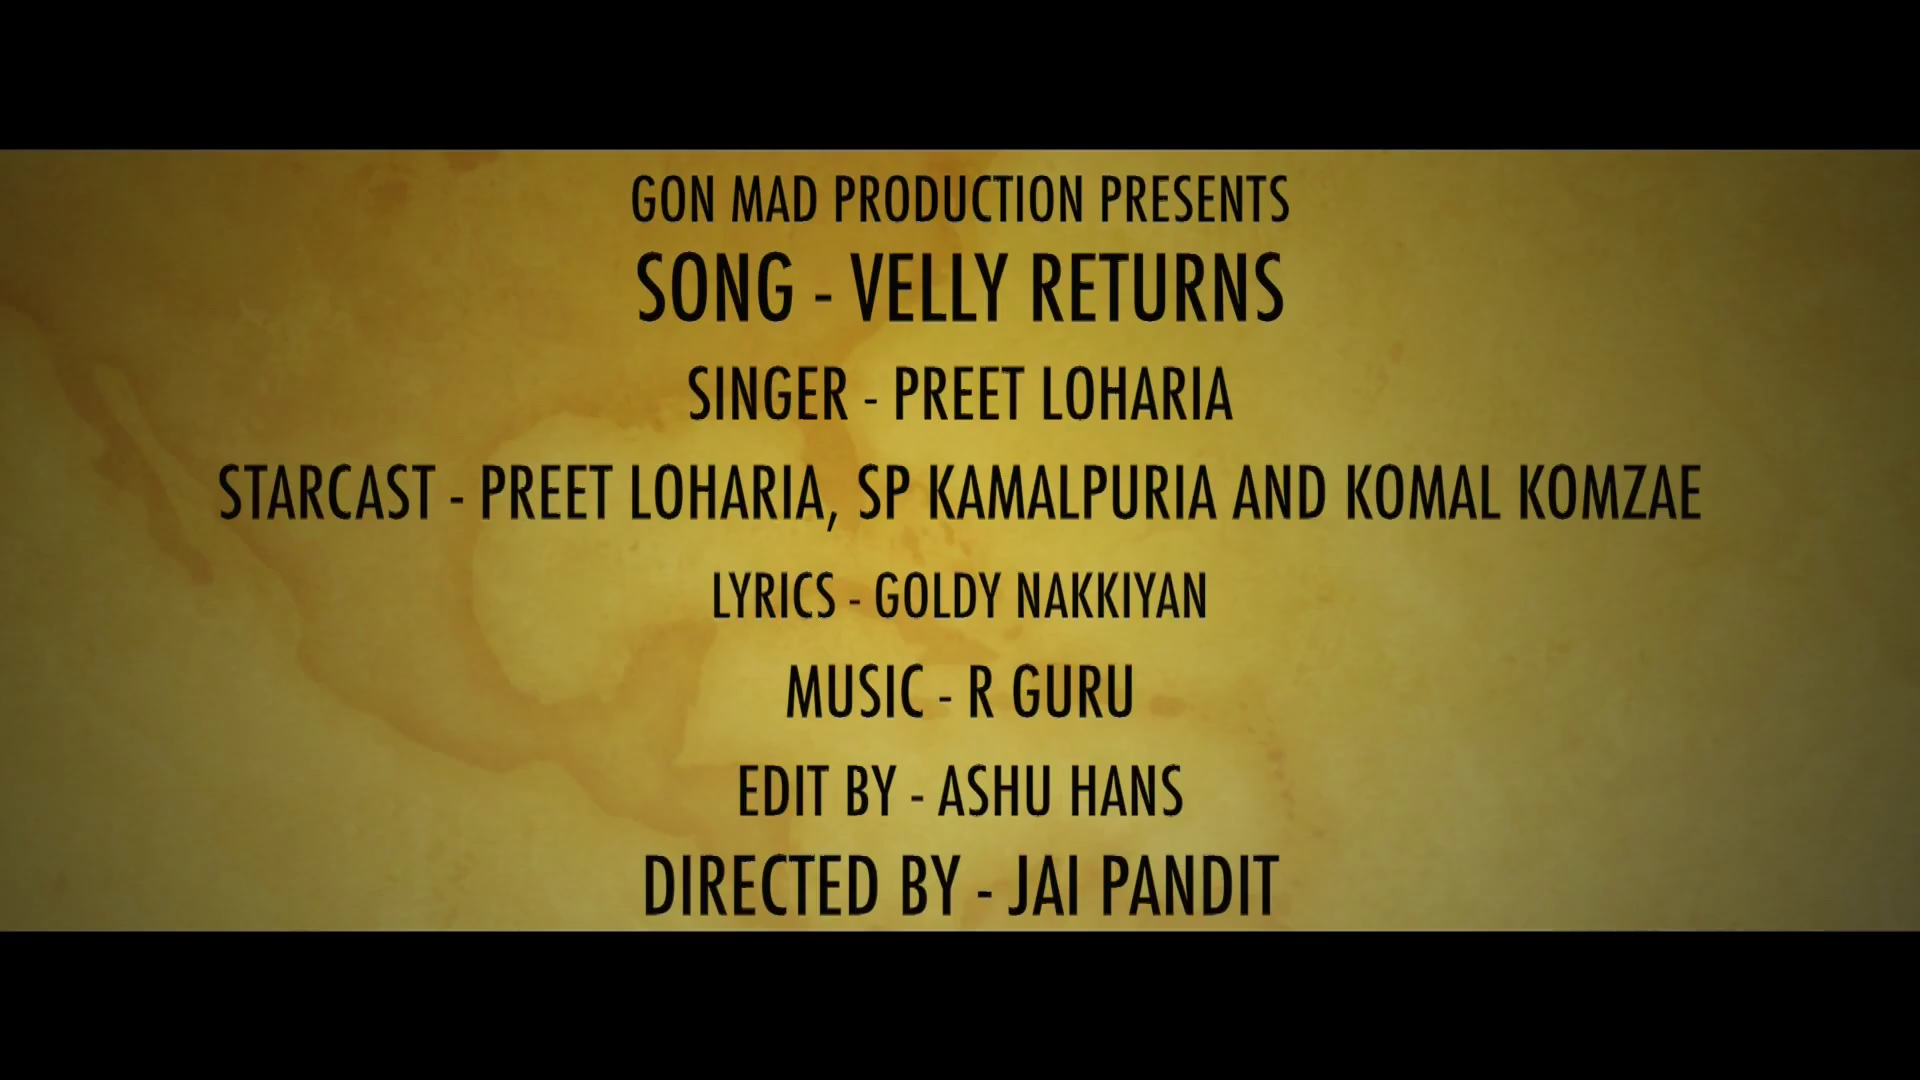 GON MAD PRODUCTION PRESENTS
SONG - VELLY RETURNS
SINGER - PREET LOHARIA
STARCAST - PREET LOHARIA, SP KAMALPURIA AND KOMAL KOMZAE
LYRICS - GOLDY NAKKIYAN
MUSIC - R GURU
EDIT BY - ASHU HANS
DIRECTED BY - JAI PANDIT